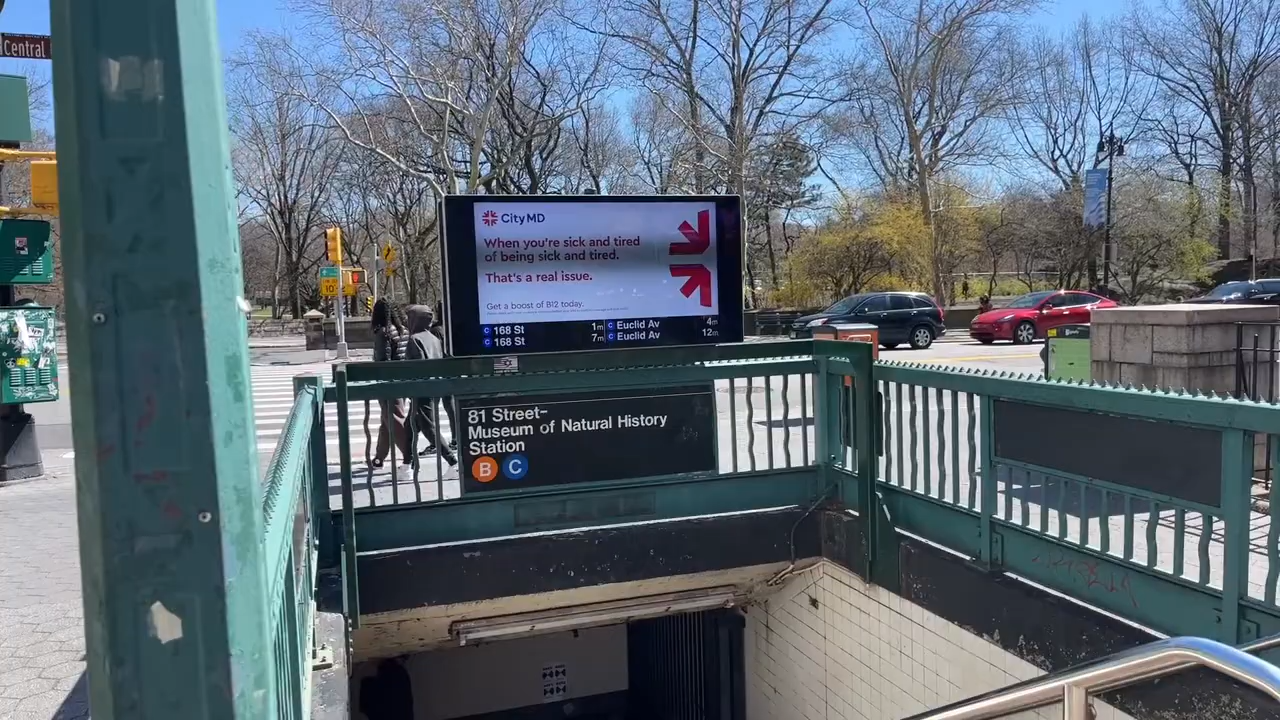 Central
CityMD
When you're sick and tired
of being sick and tired.
That's a real issue.
Get a boost of B12 today.
C 168 St 1m C Euclid Av 4m
C 168 St 7m C Euclid Av 12m
81 Street–
Museum of Natural History
Station
B C